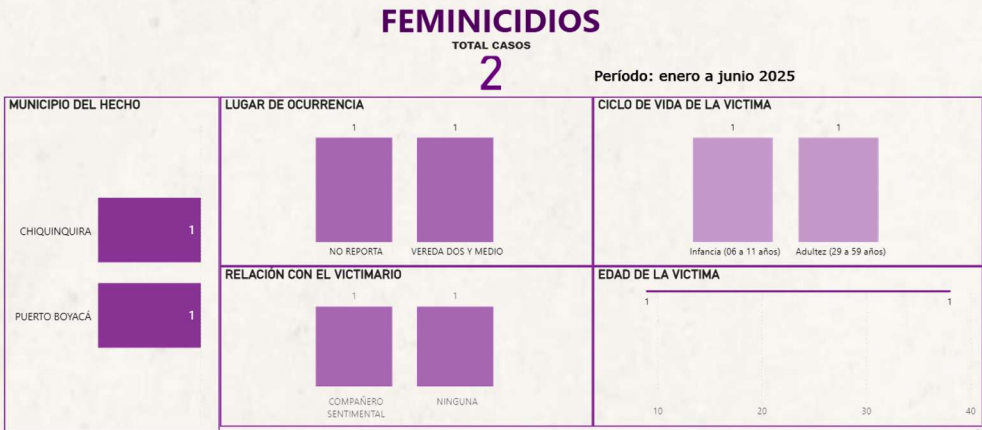 FEMINICIDIOS
TOTAL CASOS
2
Período: enero a junio 2025
MUNICIPIO DEL HECHO
CHIQUINQUIRA
1
PUERTO BOYACÁ
1
LUGAR DE OCURRENCIA
1 1
NO REPORTA VEREDA DOS Y MEDIO
CICLO DE VIDA DE LA VICTIMA
1 1
Infancia (06 a 11 años) Adultez (29 a 59 años)
RELACIÓN CON EL VICTIMARIO
1 1
COMPAÑERO
SENTIMENTAL
NINGUNA
EDAD DE LA VICTIMA
1 1
10 20 30 40